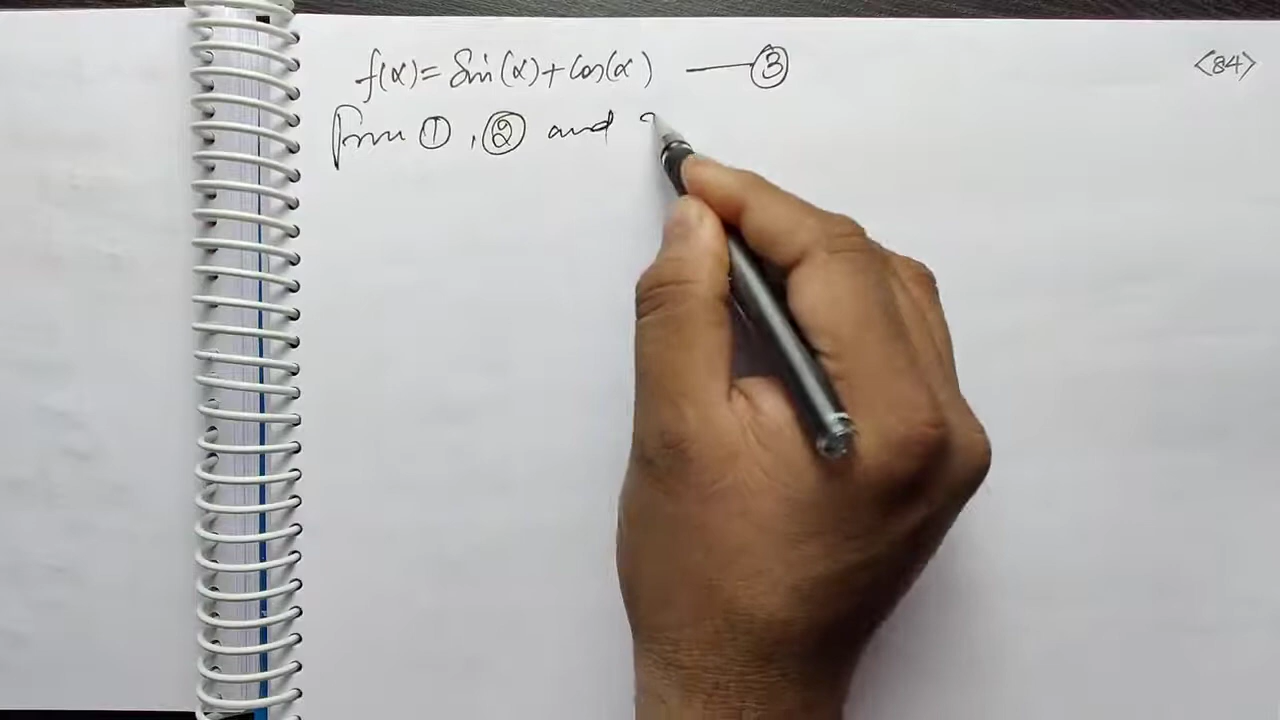 f(α) = Sin(α) + Cos(α) —— ③
<84>
From ①, ② and